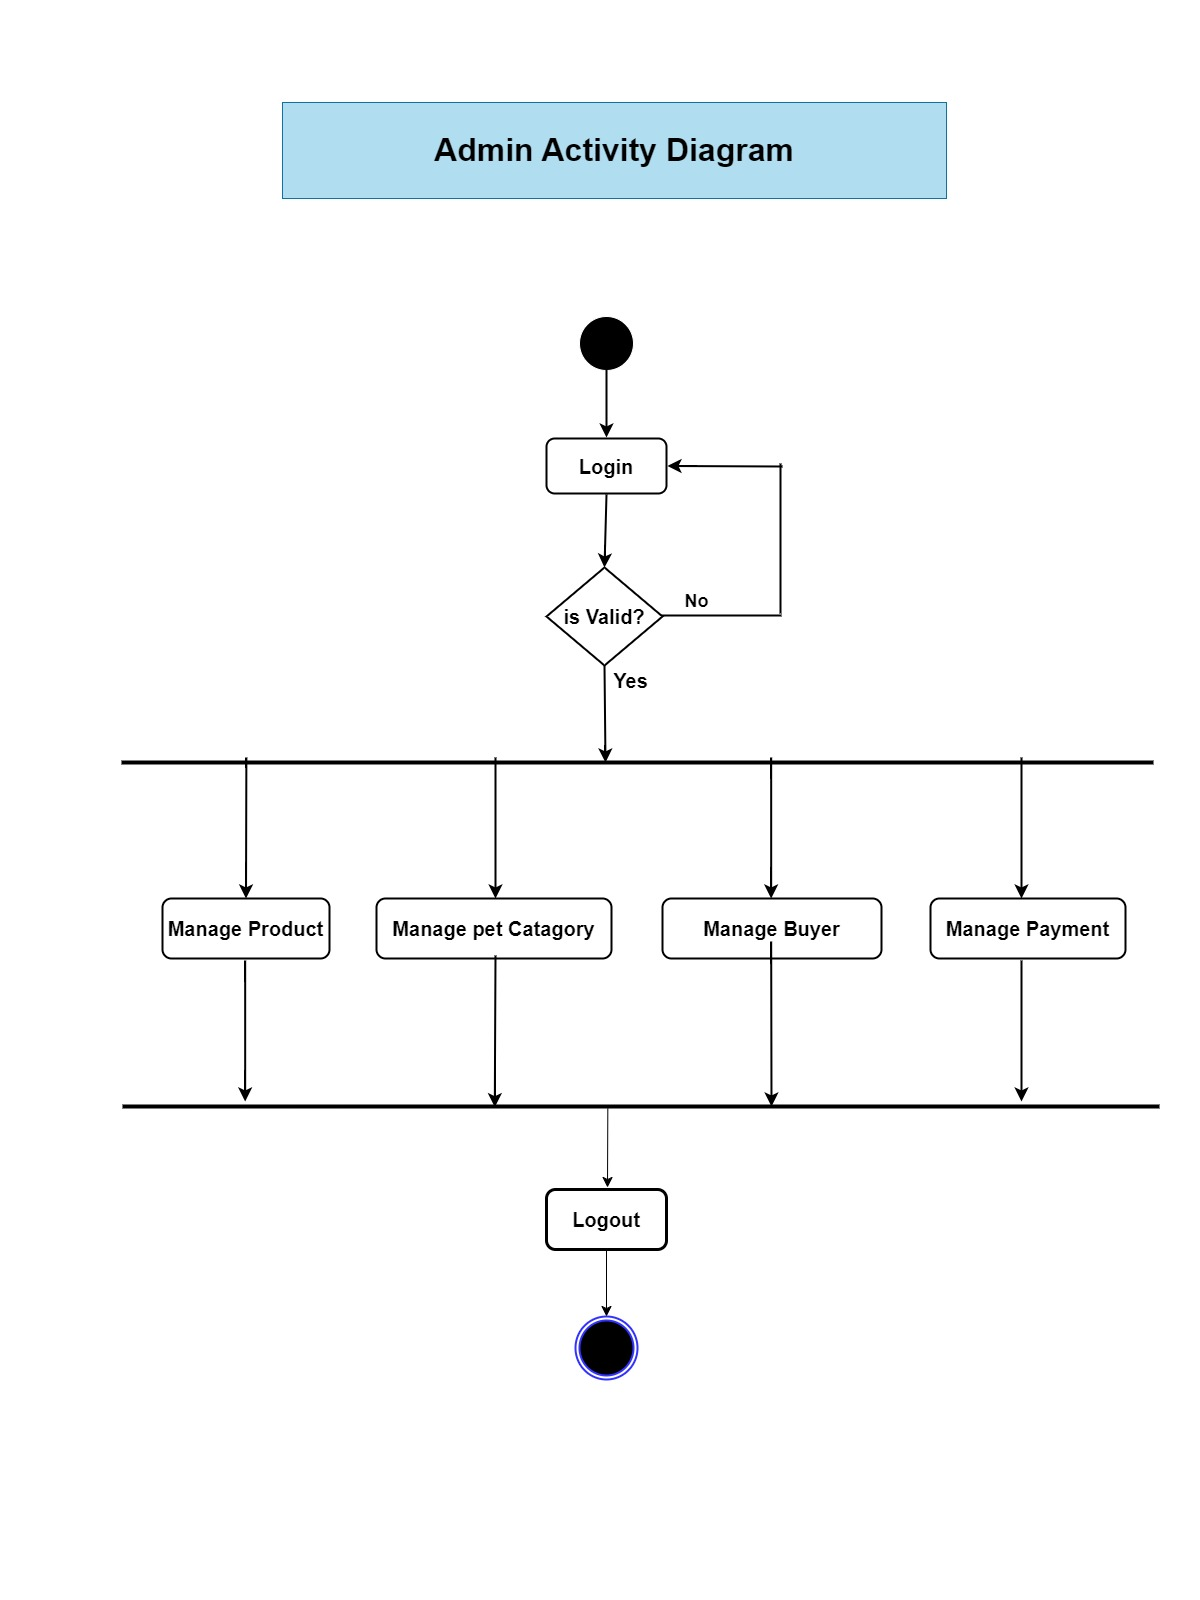 Admin Activity Diagram
Login
is Valid?
No
Yes
Manage Product
Manage pet Catagory
Manage Buyer
Manage Payment
Logout